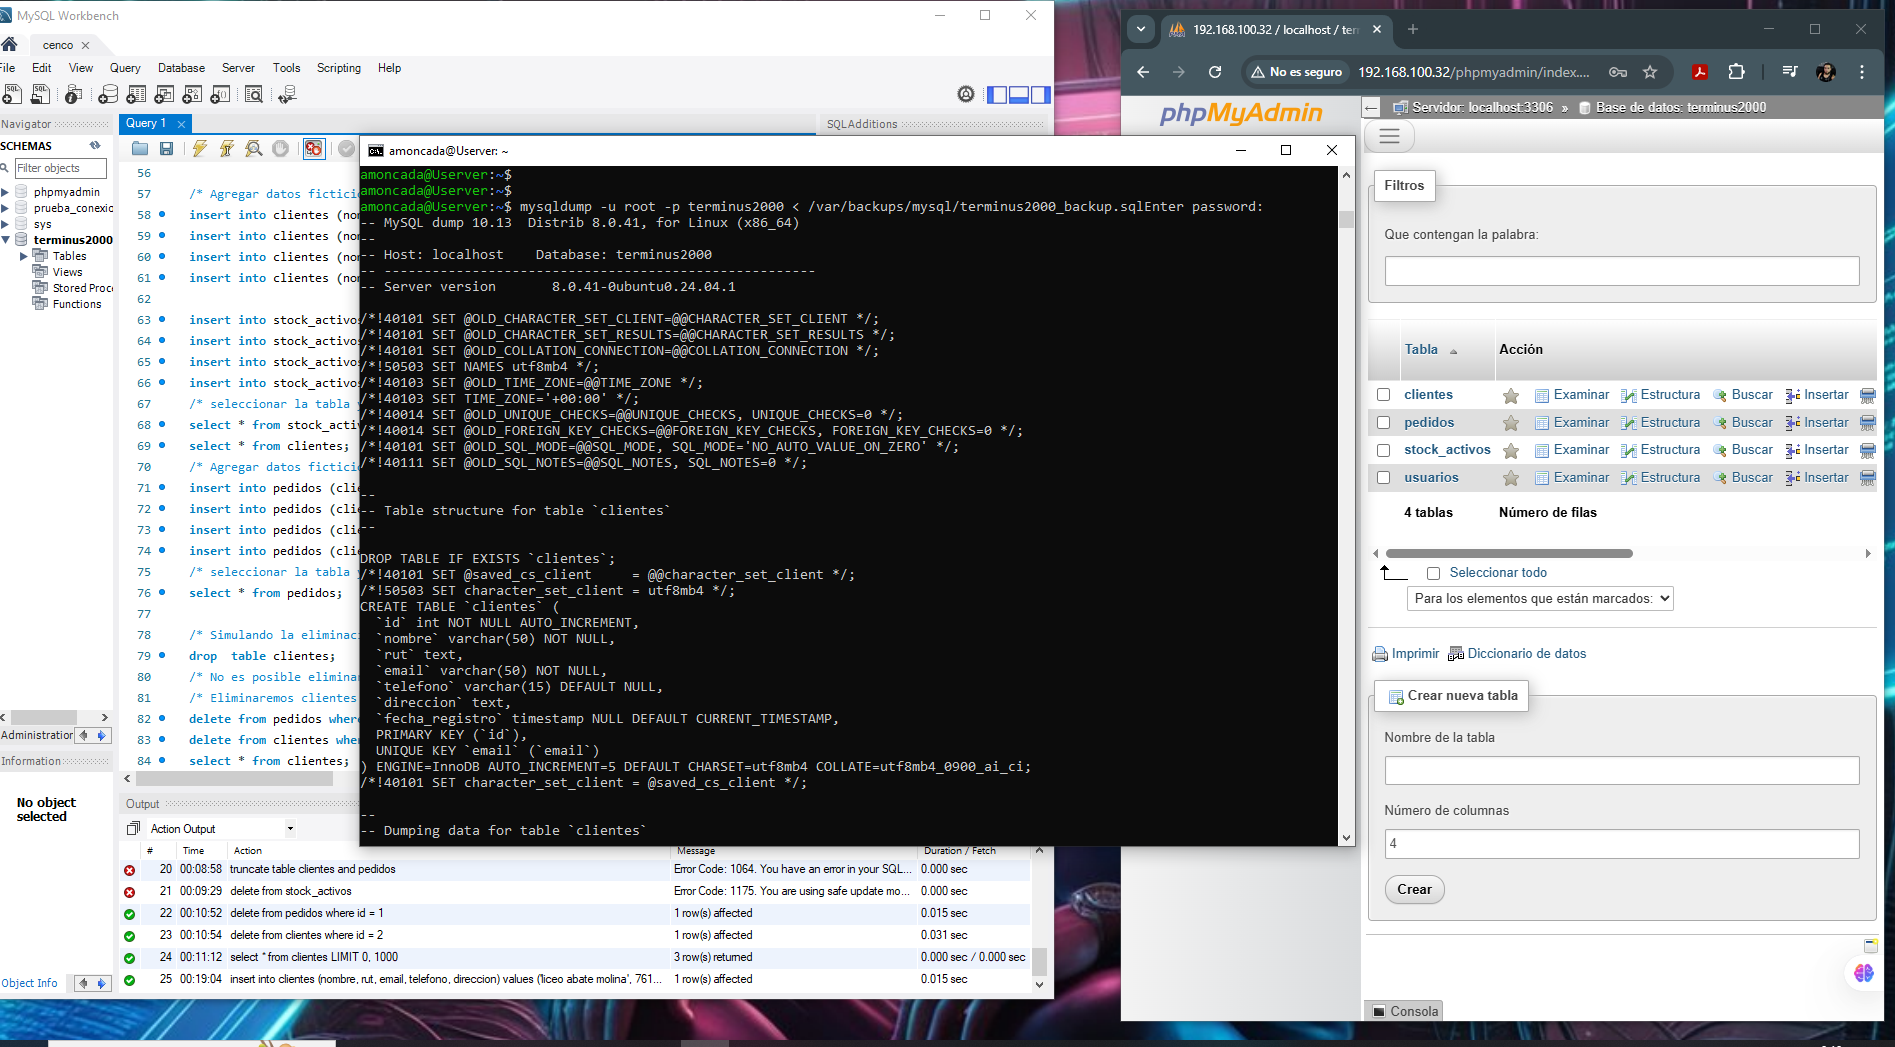 MySQL Workbench
cenco
File Edit View Query Database Server Tools Scripting Help
Navigator
SCHEMAS
Filter objects
phpmyadmin
prueba_conexio
sys
terminus2000
Tables
Views
Stored Proc
Functions
Administration
Information
No object
selected
Object Info
Query 1
SQLAdditions
56
57 /* Agregar datos fictici
58 insert into clientes (nom
59 insert into clientes (nom
60 insert into clientes (nom
61 insert into clientes (nom
62
63 insert into stock_activos
64 insert into stock_activos
65 insert into stock_activos
66 insert into stock_activos
67 /* seleccionar la tabla y
68 select * from stock_activ
69 select * from clientes;
70 /* Agregar datos fictici
71 insert into pedidos (clie
72 insert into pedidos (clie
73 insert into pedidos (clie
74 insert into pedidos (clie
75 /* seleccionar la tabla y
76 select * from pedidos;
77
78 /* Simulando la eliminaci
79 drop  table clientes;
80 /* No es posible eliminar
81 /* Eliminaremos clientes
82 delete from pedidos where
83 delete from clientes wher
84 select * from clientes;
Output
Action Output
# Time Action Message Duration / Fetch
20 00:08:58 truncate table clientes and pedidos Error Code: 1064. You have an error in your SQL... 0.000 sec
21 00:09:29 delete from stock_activos Error Code: 1175. You are using safe update mo... 0.000 sec
22 00:10:52 delete from pedidos where id = 1 1 row(s) affected 0.015 sec
23 00:10:54 delete from clientes where id = 2 1 row(s) affected 0.031 sec
24 00:11:12 select * from clientes LIMIT 0, 1000 3 row(s) returned 0.000 sec / 0.000 sec
25 00:19:04 insert into clientes (nombre, rut, email, telefono, direccion) values ('liceo abate molina', 761... 1 row(s) affected 0.015 sec
amoncada@Userver: ~
amoncada@Userver:~$
amoncada@Userver:~$
amoncada@Userver:~$ mysqldump -u root -p terminus2000 < /var/backups/mysql/terminus2000_backup.sqlEnter password:
-- MySQL dump 10.13  Distrib 8.0.41, for Linux (x86_64)
--
-- Host: localhost    Database: terminus2000
-- ------------------------------------------------------
-- Server version       8.0.41-0ubuntu0.24.04.1
/*!40101 SET @OLD_CHARACTER_SET_CLIENT=@@CHARACTER_SET_CLIENT */;
/*!40101 SET @OLD_CHARACTER_SET_RESULTS=@@CHARACTER_SET_RESULTS */;
/*!40101 SET @OLD_COLLATION_CONNECTION=@@COLLATION_CONNECTION */;
/*!50503 SET NAMES utf8mb4 */;
/*!40103 SET @OLD_TIME_ZONE=@@TIME_ZONE */;
/*!40103 SET TIME_ZONE='+00:00' */;
/*!40014 SET @OLD_UNIQUE_CHECKS=@@UNIQUE_CHECKS, UNIQUE_CHECKS=0 */;
/*!40014 SET @OLD_FOREIGN_KEY_CHECKS=@@FOREIGN_KEY_CHECKS, FOREIGN_KEY_CHECKS=0 */;
/*!40101 SET @OLD_SQL_MODE=@@SQL_MODE, SQL_MODE='NO_AUTO_VALUE_ON_ZERO' */;
/*!40111 SET @OLD_SQL_NOTES=@@SQL_NOTES, SQL_NOTES=0 */;
--
-- Table structure for table `clientes`
--
DROP TABLE IF EXISTS `clientes`;
/*!40101 SET @saved_cs_client     = @@character_set_client */;
/*!50503 SET character_set_client = utf8mb4 */;
CREATE TABLE `clientes` (
`id` int NOT NULL AUTO_INCREMENT,
`nombre` varchar(50) NOT NULL,
`rut` text,
`email` varchar(50) NOT NULL,
`telefono` varchar(15) DEFAULT NULL,
`direccion` text,
`fecha_registro` timestamp NULL DEFAULT CURRENT_TIMESTAMP,
PRIMARY KEY (`id`),
UNIQUE KEY `email` (`email`)
) ENGINE=InnoDB AUTO_INCREMENT=5 DEFAULT CHARSET=utf8mb4 COLLATE=utf8mb4_0900_ai_ci;
/*!40101 SET character_set_client = @saved_cs_client */;
--
-- Dumping data for table `clientes`
192.168.100.32 / localhost / ter
No es seguro 192.168.100.32/phpmyadmin/index....
phpMyAdmin
Servidor: localhost:3306 » Base de datos: terminus2000
Filtros
Que contengan la palabra:
Tabla Acción
clientes Examinar Estructura Buscar Insertar
pedidos Examinar Estructura Buscar Insertar
stock_activos Examinar Estructura Buscar Insertar
usuarios Examinar Estructura Buscar Insertar
4 tablas Número de filas
Seleccionar todo
Para los elementos que están marcados:
Imprimir Diccionario de datos
Crear nueva tabla
Nombre de la tabla
Número de columnas
4
Crear
Consola